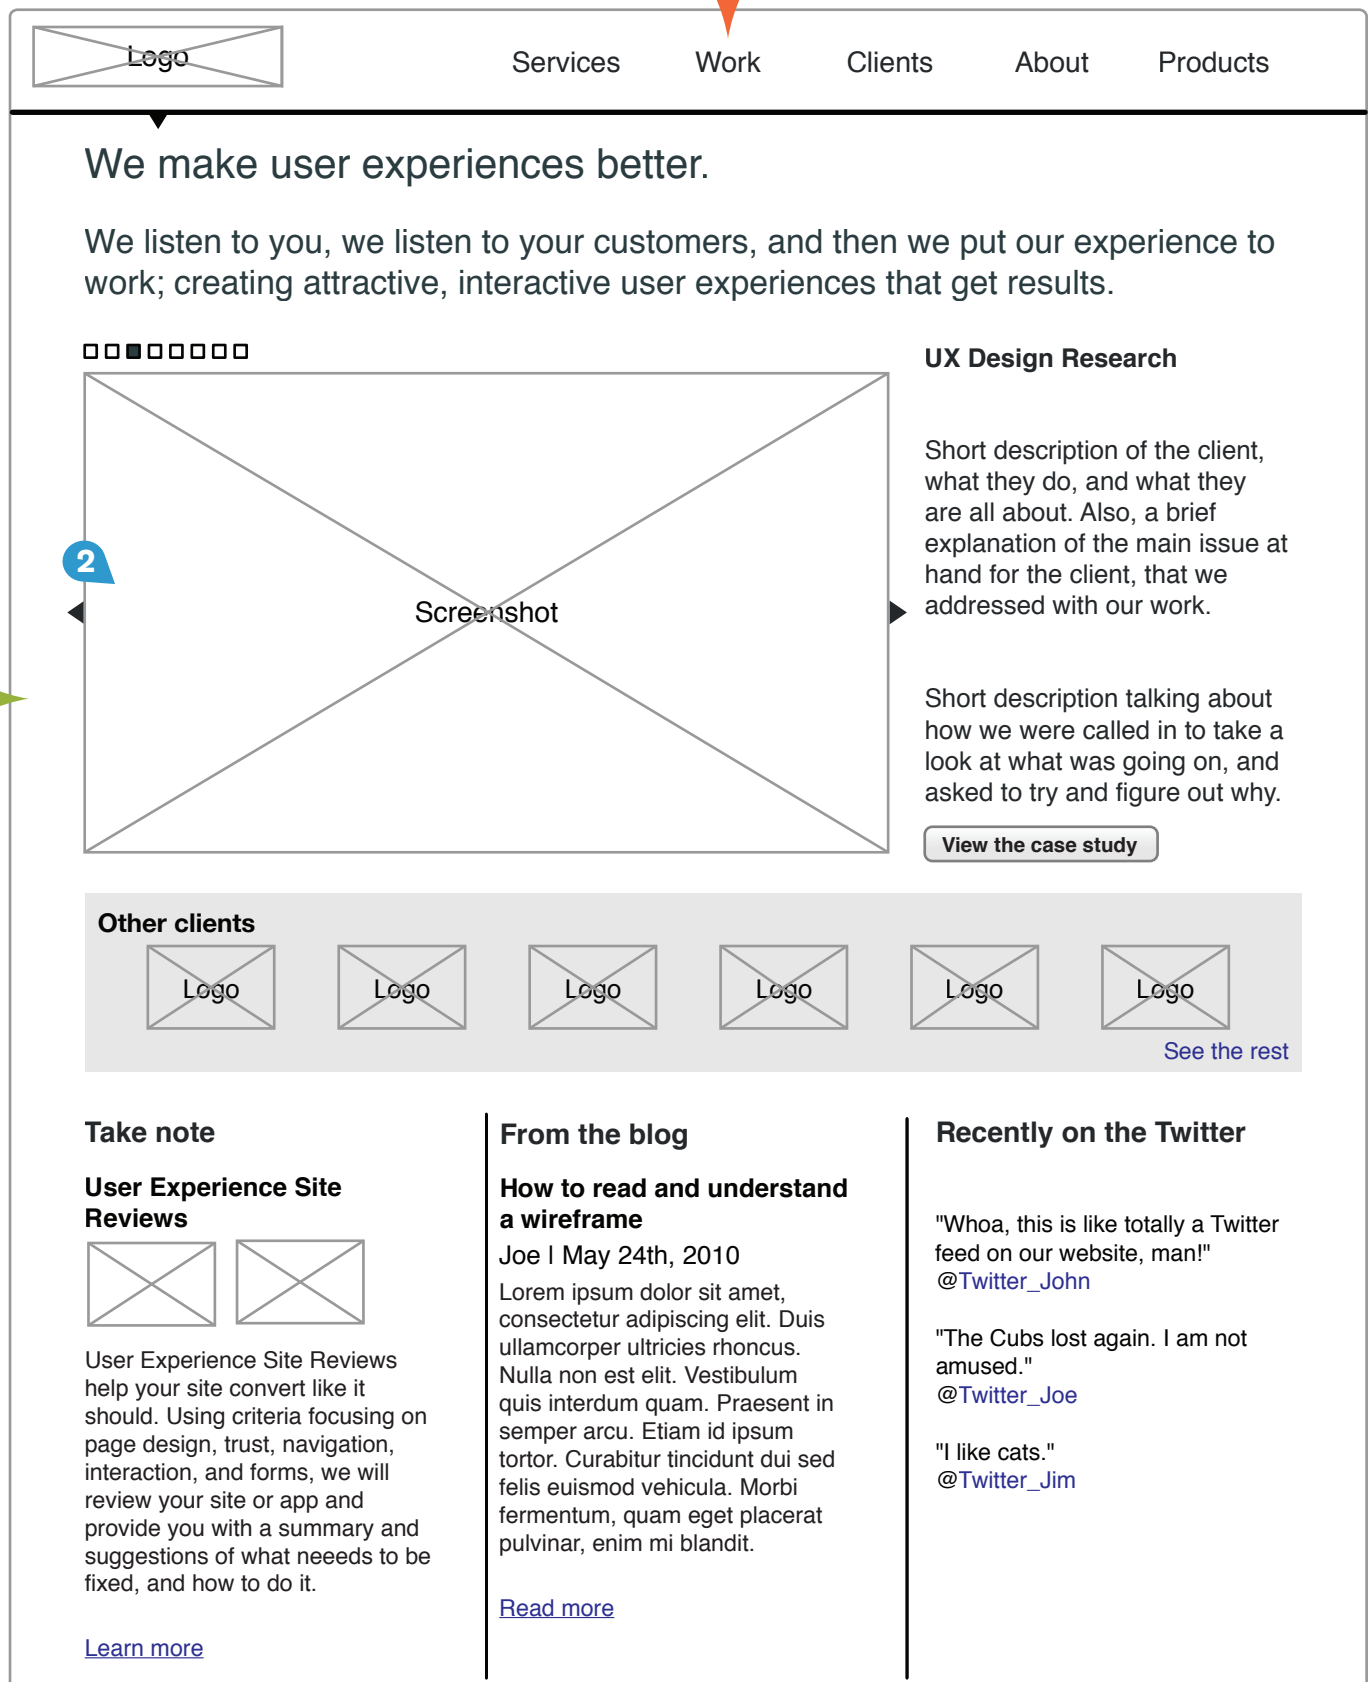 Logo
Services
Work
Clients
About
Products
We make user experiences better.
We listen to you, we listen to your customers, and then we put our experience to
work; creating attractive, interactive user experiences that get results.
2
Screenshot
UX Design Research
Short description of the client,
what they do, and what they
are all about. Also, a brief
explanation of the main issue at
hand for the client, that we
addressed with our work.
Short description talking about
how we were called in to take a
look at what was going on, and
asked to try and figure out why.
View the case study
Other clients
Logo
Logo
Logo
Logo
Logo
Logo
See the rest
Take note
User Experience Site
Reviews
User Experience Site Reviews
help your site convert like it
should. Using criteria focusing on
page design, trust, navigation,
interaction, and forms, we will
review your site or app and
provide you with a summary and
suggestions of what neeeds to be
fixed, and how to do it.
Learn more
From the blog
How to read and understand
a wireframe
Joe | May 24th, 2010
Lorem ipsum dolor sit amet,
consectetur adipiscing elit. Duis
ullamcorper ultricies rhoncus.
Nulla non est elit. Vestibulum
quis interdum quam. Praesent in
semper arcu. Etiam id ipsum
tortor. Curabitur tincidunt dui sed
felis euismod vehicula. Morbi
fermentum, quam eget placerat
pulvinar, enim mi blandit.
Read more
Recently on the Twitter
"Whoa, this is like totally a Twitter
feed on our website, man!"
@Twitter_John
"The Cubs lost again. I am not
amused."
@Twitter_Joe
"I like cats."
@Twitter_Jim